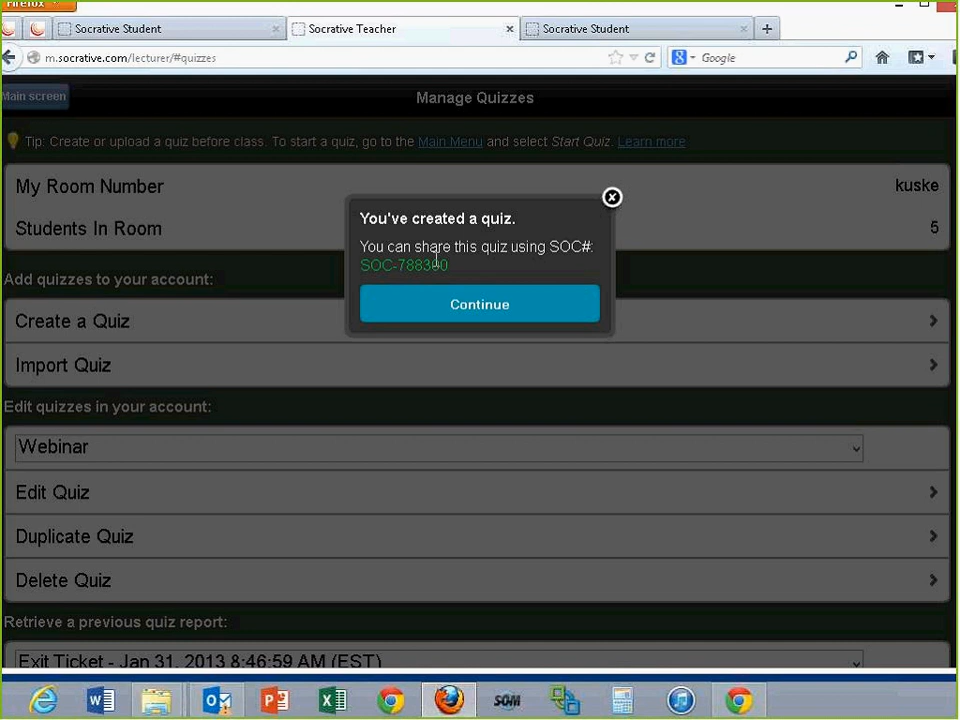 Firefox
Socrative Student
Socrative Teacher
Socrative Student
m.socrative.com/lecturer/#quizzes
Google
Main screen
Manage Quizzes
Tip: Create or upload a quiz before class. To start a quiz, go to the Main Menu and select Start Quiz. Learn more
My Room Number kuske
Students In Room 5
You've created a quiz.
You can share this quiz using SOC#:
Continue
Add quizzes to your account:
Create a Quiz
Import Quiz
Edit quizzes in your account:
Webinar
Edit Quiz
Duplicate Quiz
Delete Quiz
Retrieve a previous quiz report:
Exit Ticket - Jan 31, 2013 8:46:59 AM (EST)
SOM